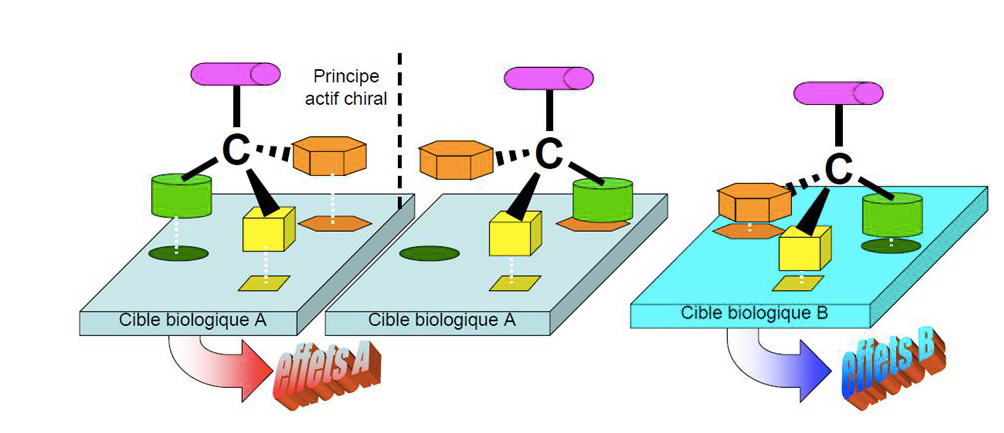 Principe
actif chiral
C
C
C
Cible biologique A
Cible biologique A
Cible biologique B
effets A
effets B